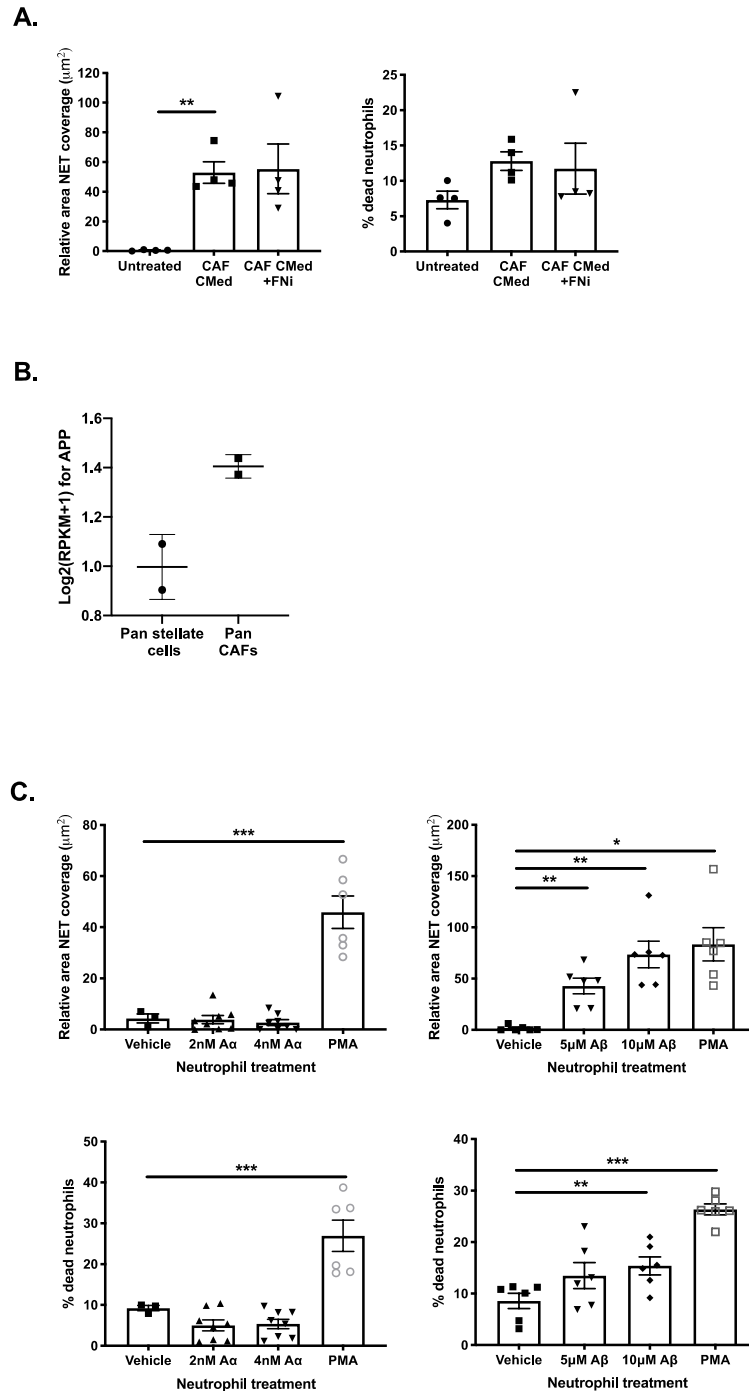 A.
Relative area NET coverage (μm²)
120
100
80
60
40
20
0
**
Untreated
CAF
CMed
CAF CMed
+FNi
% dead neutrophils
25
20
15
10
5
0
Untreated
CAF
CMed
CAF CMed
+FNi
B.
Log2(RPKM+1) for APP
1.6
1.4
1.2
1.0
0.8
Pan stellate
cells
Pan
CAFs
C.
Relative area NET coverage (μm²)
80
60
40
20
0
***
Vehicle 2nM Aα 4nM Aα PMA
Neutrophil treatment
Relative area NET coverage (μm²)
200
150
100
50
0
*
**
**
Vehicle 5μM Aβ 10μM Aβ PMA
Neutrophil treatment
% dead neutrophils
50
40
30
20
10
0
***
Vehicle 2nM Aα 4nM Aα PMA
Neutrophil treatment
% dead neutrophils
40
30
20
10
0
***
**
Vehicle 5μM Aβ 10μM Aβ PMA
Neutrophil treatment